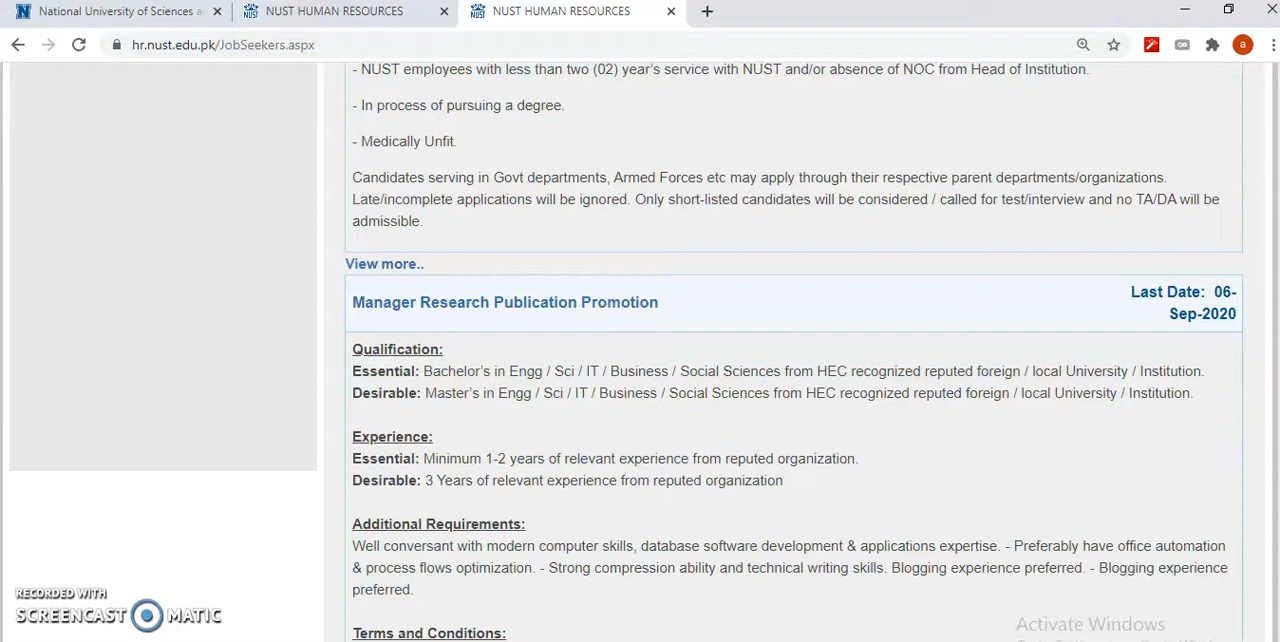 National University of Sciences a
NUST HUMAN RESOURCES
NUST HUMAN RESOURCES
hr.nust.edu.pk/JobSeekers.aspx
a
- NUST employees with less than two (02) year's service with NUST and/or absence of NOC from Head of Institution.
- In process of pursuing a degree.
- Medically Unfit.
Candidates serving in Govt departments, Armed Forces etc may apply through their respective parent departments/organizations.
Late/incomplete applications will be ignored. Only short-listed candidates will be considered / called for test/interview and no TA/DA will be
admissible.
View more..
Manager Research Publication Promotion
Last Date: 06-
Sep-2020
Qualification:
Essential: Bachelor's in Engg / Sci / IT / Business / Social Sciences from HEC recognized reputed foreign / local University / Institution.
Desirable: Master's in Engg / Sci / IT / Business / Social Sciences from HEC recognized reputed foreign / local University / Institution.
Experience:
Essential: Minimum 1-2 years of relevant experience from reputed organization.
Desirable: 3 Years of relevant experience from reputed organization
Additional Requirements:
Well conversant with modern computer skills, database software development & applications expertise. - Preferably have office automation
& process flows optimization. - Strong compression ability and technical writing skills. Blogging experience preferred. - Blogging experience
preferred.
Terms and Conditions:
RECORDED WITH
SCREENCAST MATIC
Activate Windows